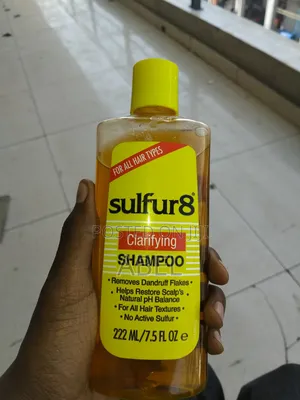 FOR ALL HAIR TYPES
sulfur8®
Clarifying
SHAMPOO
• Removes Dandruff Flakes •
• Helps Restore Scalp's
Natural pH Balance
• For All Hair Textures •
• No Active Sulfur •
222 ML/7.5 FL OZ e